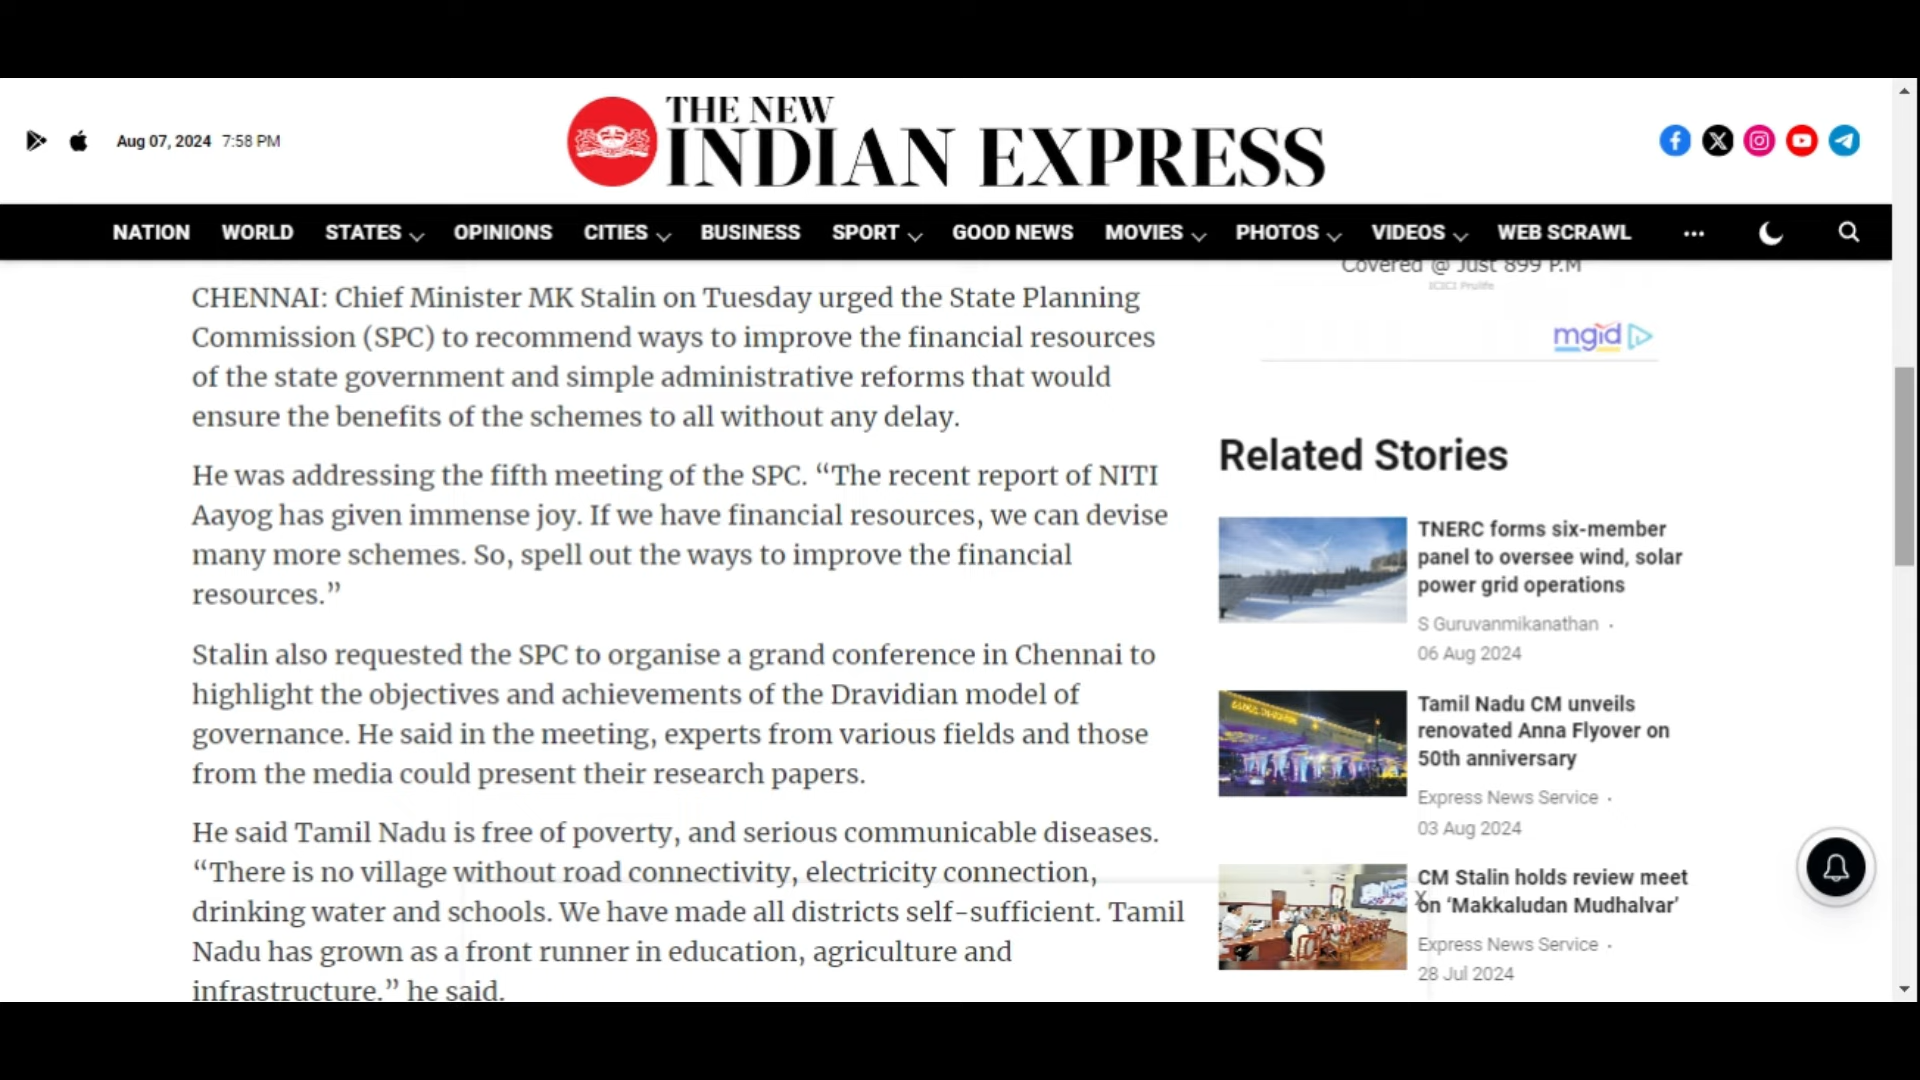 Aug 07, 2024 7:58 PM
THE NEW
INDIAN EXPRESS
NATION WORLD STATES OPINIONS CITIES BUSINESS SPORT GOOD NEWS MOVIES PHOTOS VIDEOS WEB SCRAWL
CHENNAI: Chief Minister MK Stalin on Tuesday urged the State Planning
Commission (SPC) to recommend ways to improve the financial resources
of the state government and simple administrative reforms that would
ensure the benefits of the schemes to all without any delay.
He was addressing the fifth meeting of the SPC. “The recent report of NITI
Aayog has given immense joy. If we have financial resources, we can devise
many more schemes. So, spell out the ways to improve the financial
resources.”
Stalin also requested the SPC to organise a grand conference in Chennai to
highlight the objectives and achievements of the Dravidian model of
governance. He said in the meeting, experts from various fields and those
from the media could present their research papers.
He said Tamil Nadu is free of poverty, and serious communicable diseases.
“There is no village without road connectivity, electricity connection,
drinking water and schools. We have made all districts self-sufficient. Tamil
Nadu has grown as a front runner in education, agriculture and
infrastructure.” he said.
Covered @ Just 899 P.M
ICICI Prulife
mgid
Related Stories
TNERC forms six-member
panel to oversee wind, solar
power grid operations
S Guruvanmikanathan ·
06 Aug 2024
Tamil Nadu CM unveils
renovated Anna Flyover on
50th anniversary
Express News Service ·
03 Aug 2024
CM Stalin holds review meet
on ‘Makkaludan Mudhalvar’
Express News Service ·
28 Jul 2024
X